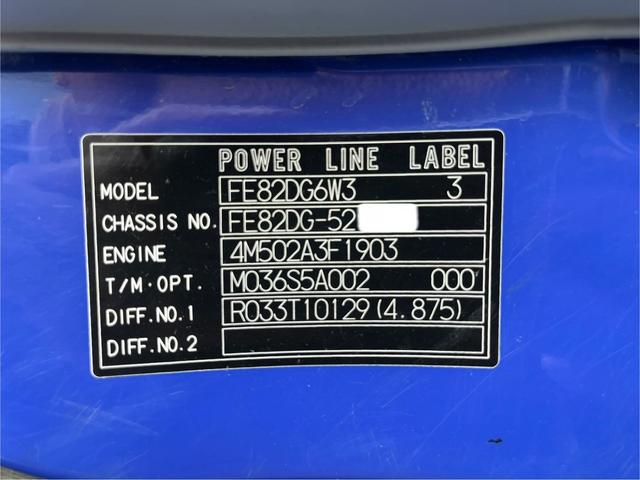 POWER LINE LABEL
MODEL FE82DG6W3 3
CHASSIS NO. FE82DG-52
ENGINE 4M502A3F1903
T/M·OPT. M036S5A002 000
DIFF.NO.1 R033T10129(4.875)
DIFF.NO.2